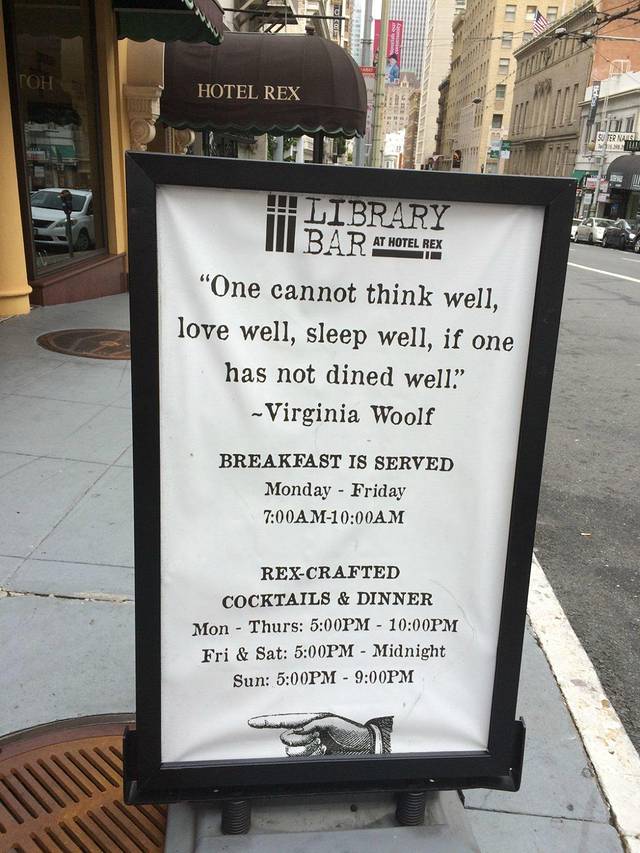 HOTEL REX
LIBRARY
BAR AT HOTEL REX
“One cannot think well,
love well, sleep well, if one
has not dined well.”
~Virginia Woolf
BREAKFAST IS SERVED
Monday - Friday
7:00AM-10:00AM
REX-CRAFTED
COCKTAILS & DINNER
Mon - Thurs: 5:00PM - 10:00PM
Fri & Sat: 5:00PM - Midnight
Sun: 5:00PM - 9:00PM